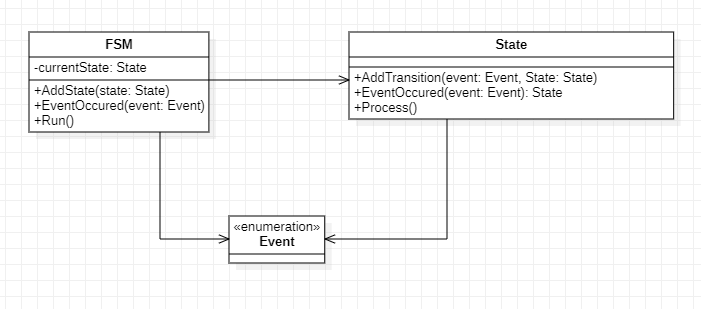 FSM
-currentState: State
+AddState(state: State)
+EventOccured(event: Event)
+Run()
State
+AddTransition(event: Event, State: State)
+EventOccured(event: Event): State
+Process()
«enumeration»
Event